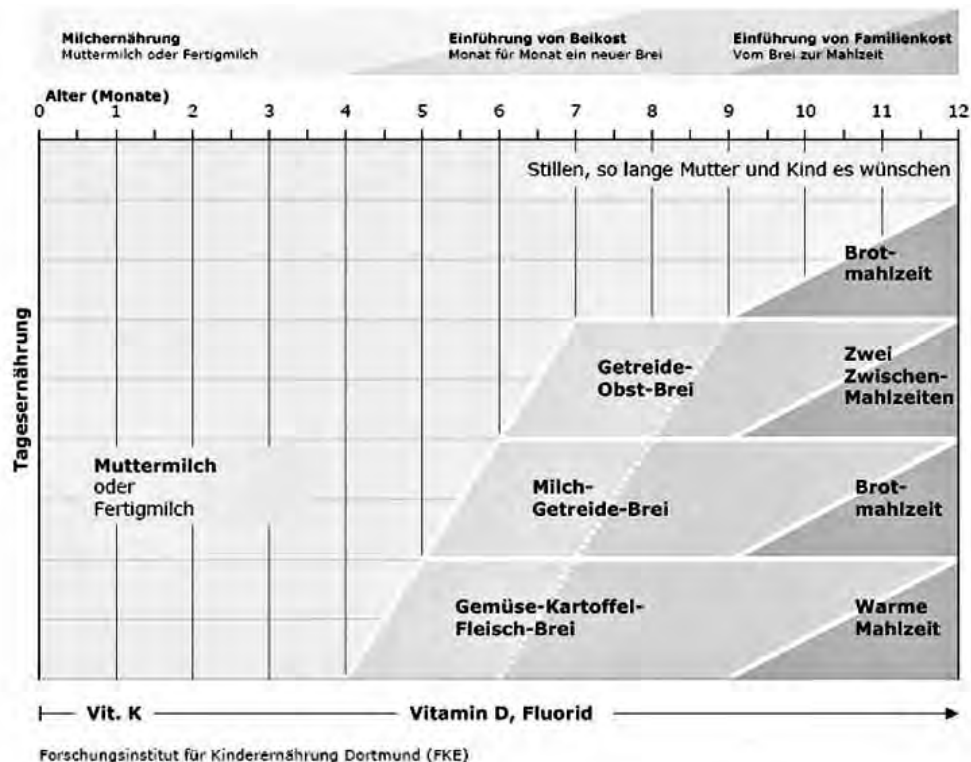 Milchernährung
Muttermilch oder Fertigmilch
Einführung von Beikost
Monat für Monat ein neuer Brei
Einführung von Familienkost
Vom Brei zur Mahlzeit
Alter (Monate)
0 1 2 3 4 5 6 7 8 9 10 11 12
Stillen, so lange Mutter und Kind es wünschen
Tagesernährung
Brot-
mahlzeit
Getreide-
Obst-Brei
Zwei
Zwischen-
Mahlzeiten
Muttermilch
oder
Fertigmilch
Milch-
Getreide-Brei
Brot-
mahlzeit
Gemüse-Kartoffel-
Fleisch-Brei
Warme
Mahlzeit
Vit. K
Vitamin D, Fluorid
Forschungsinstitut für Kinderernährung Dortmund (FKE)